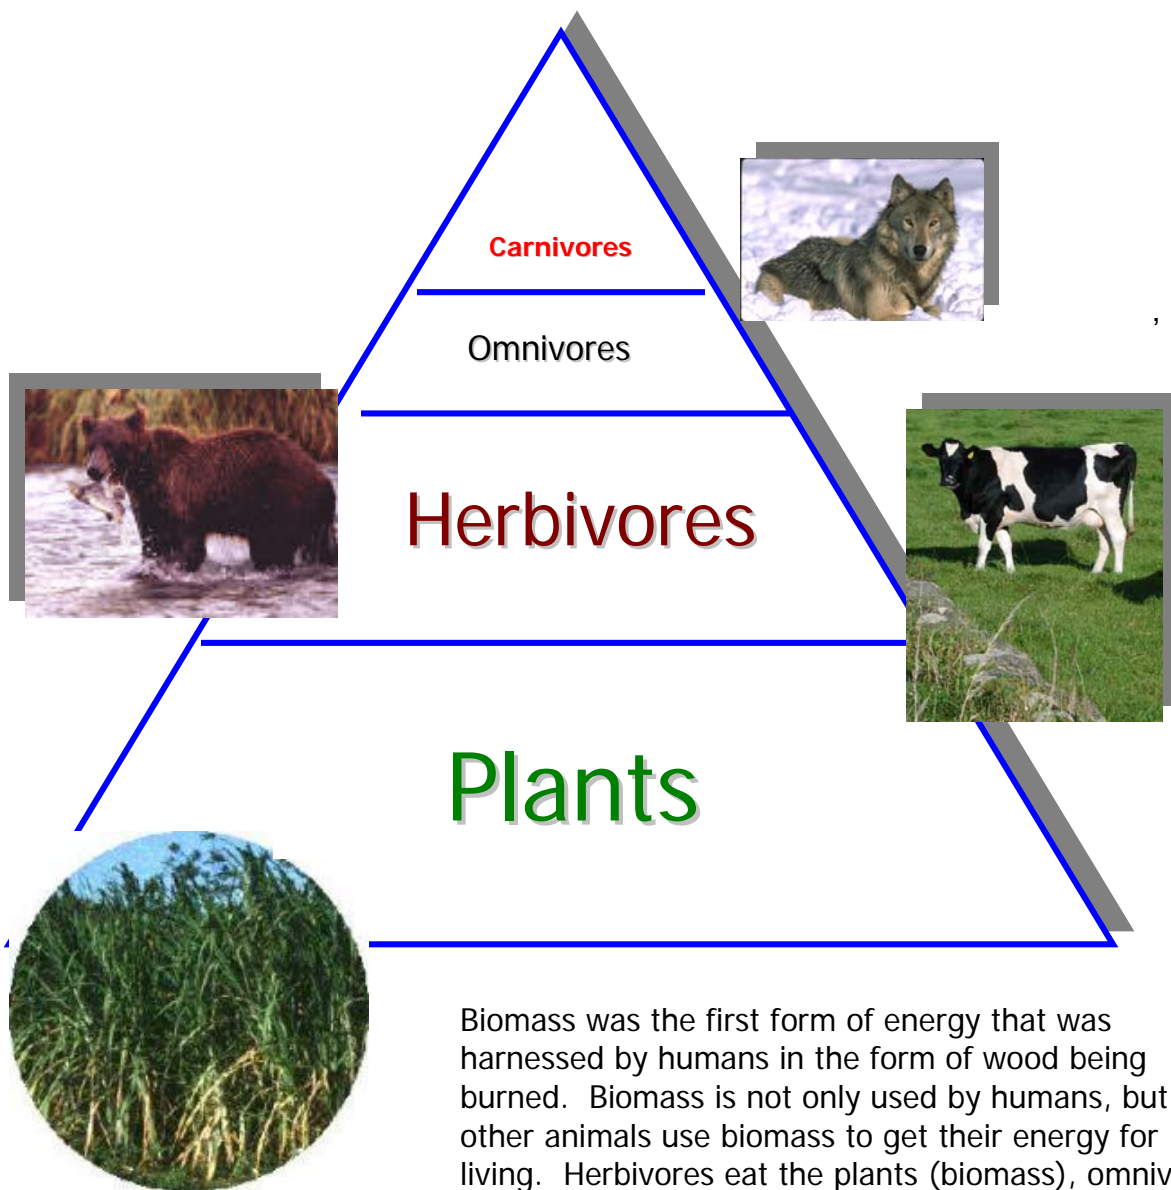 Carnivores
,
Omnivores
Herbivores
Plants
Biomass was the first form of energy that was
harnessed by humans in the form of wood being
burned.  Biomass is not only used by humans, but
other animals use biomass to get their energy for
living.  Herbivores eat the plants (biomass), omniv